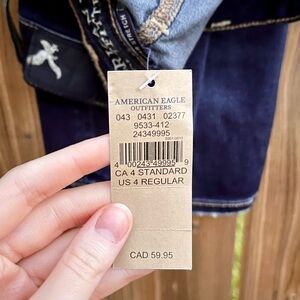 AMERICAN EAGLE
OUTFITTERS
043 0431 02377
9533-412
24349995
4 00243 49995 9
CA 4 STANDARD
US 4 REGULAR
CAD 59.95